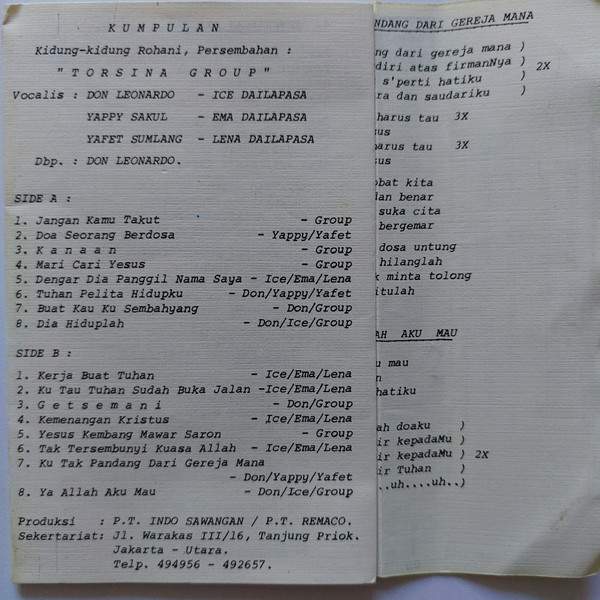 K U M P U L A N
Kidung-kidung Rohani, Persembahan :
" T O R S I N A  G R O U P "
Vocalis : DON LEONARDO - ICE DAILAPASA
YAPPY SAKUL - EMA DAILAPASA
YAFET SUMLANG - LENA DAILAPASA
Dbp. : DON LEONARDO.
SIDE A :
1. Jangan Kamu Takut - Group
2. Doa Seorang Berdosa - Yappy/Yafet
3. K a n a a n - Group
4. Mari Cari Yesus - Group
5. Dengar Dia Panggil Nama Saya - Ice/Ema/Lena
6. Tuhan Pelita Hidupku - Don/Yappy/Yafet
7. Buat Kau Ku Sembahyang - Don/Group
8. Dia Hiduplah - Don/Ice/Group
SIDE B :
1. Kerja Buat Tuhan - Ice/Ema/Lena
2. Ku Tau Tuhan Sudah Buka Jalan -Ice/Ema/Lena
3. G e t s e m a n i - Don/Group
4. Kemenangan Kristus - Ice/Ema/Lena
5. Yesus Kembang Mawar Saron - Group
6. Tak Tersembunyi Kuasa Allah - Ice/Ema/Lena
7. Ku Tak Pandang Dari Gereja Mana
- Don/Yappy/Yafet
8. Ya Allah Aku Mau - Don/Ice/Group
Produksi : P.T. INDO SAWANGAN / P.T. REMACO.
Sekertariat: Jl. Warakas III/16, Tanjung Priok.
Jakarta - Utara.
Telp. 494956 - 492657.
NDANG DARI GEREJA MANA
ng dari gereja mana )
diri atas firmanNya ) 2X
s'perti hatiku )
ra dan saudariku )
harus tau 3X
sus
harus tau 3X
sus
obat kita
dan benar
suka cita
bergemar
dosa untung
hilanglah
k minta tolong
itulah
AH AKU MAU
u mau
n
hatiku
ah doaku )
ir kepadaMu )
ir kepadaMu ) 2X
ir Tuhan )
..uh....uh..)